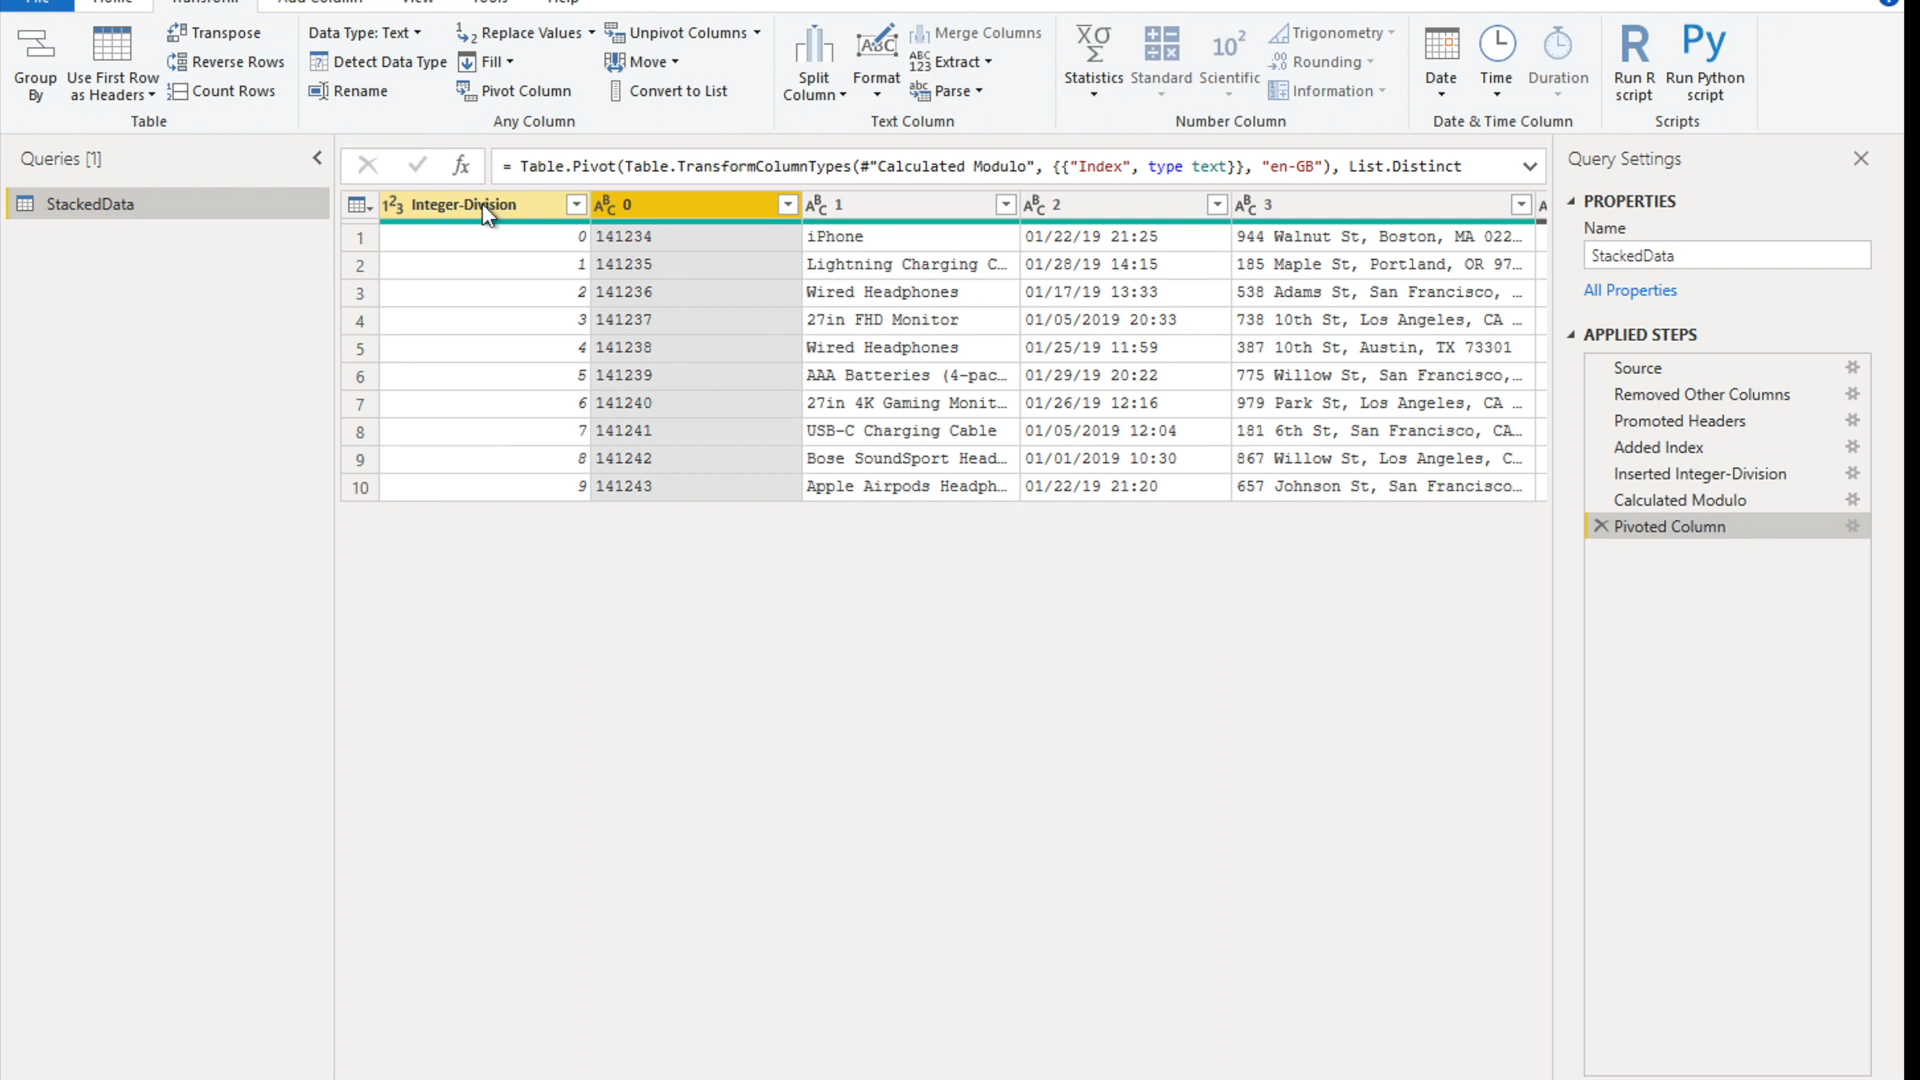 File Home Transform Add Column View Tools Help
Group By
Use First Row as Headers
Transpose
Reverse Rows
Count Rows
Table
Data Type: Text
Detect Data Type
Rename
Replace Values
Fill
Pivot Column
Unpivot Columns
Move
Convert to List
Any Column
Split Column
Format
Merge Columns
Extract
Parse
Text Column
Statistics
Standard
Scientific
Trigonometry
Rounding
Information
Number Column
Date
Time
Duration
Date & Time Column
Run R script
Run Python script
Scripts
Queries [1]
StackedData
= Table.Pivot(Table.TransformColumnTypes(#"Calculated Modulo", {{"Index", type text}}, "en-GB"), List.Distinct
Integer-Division 0 1 2 3
1 0 141234 iPhone 01/22/19 21:25 944 Walnut St, Boston, MA 022...
2 1 141235 Lightning Charging C... 01/28/19 14:15 185 Maple St, Portland, OR 97...
3 2 141236 Wired Headphones 01/17/19 13:33 538 Adams St, San Francisco, ...
4 3 141237 27in FHD Monitor 01/05/2019 20:33 738 10th St, Los Angeles, CA ...
5 4 141238 Wired Headphones 01/25/19 11:59 387 10th St, Austin, TX 73301
6 5 141239 AAA Batteries (4-pac... 01/29/19 20:22 775 Willow St, San Francisco,...
7 6 141240 27in 4K Gaming Monit... 01/26/19 12:16 979 Park St, Los Angeles, CA ...
8 7 141241 USB-C Charging Cable 01/05/2019 12:04 181 6th St, San Francisco, CA...
9 8 141242 Bose SoundSport Head... 01/01/2019 10:30 867 Willow St, Los Angeles, C...
10 9 141243 Apple Airpods Headph... 01/22/19 21:20 657 Johnson St, San Francisco...
Query Settings
PROPERTIES
Name
StackedData
All Properties
APPLIED STEPS
Source
Removed Other Columns
Promoted Headers
Added Index
Inserted Integer-Division
Calculated Modulo
Pivoted Column